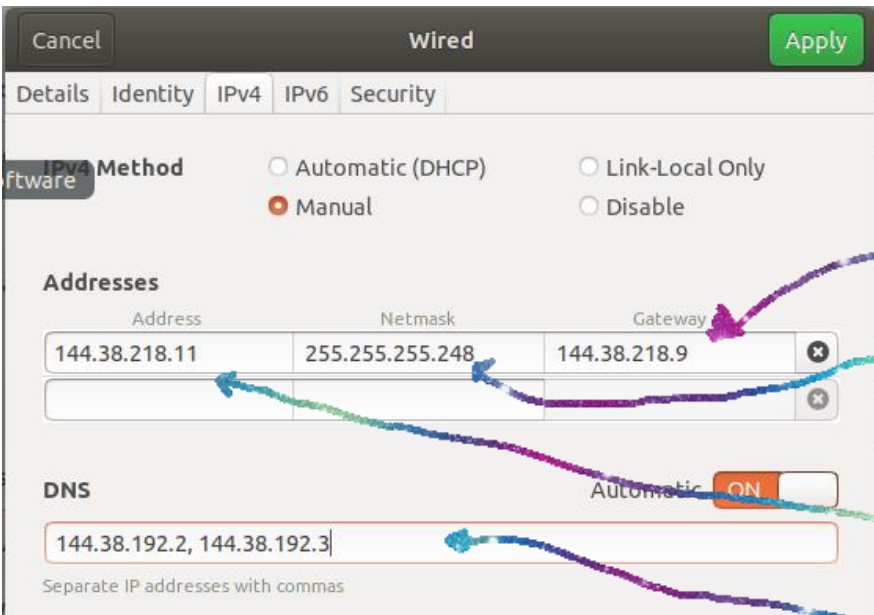 Cancel Wired Apply
Details Identity IPv4 IPv6 Security
IPv4 Method Automatic (DHCP) Link-Local Only
oftware
Manual Disable
Addresses
Address Netmask Gateway
144.38.218.11 255.255.255.248 144.38.218.9
DNS Automatic ON
144.38.192.2, 144.38.192.3
Separate IP addresses with commas